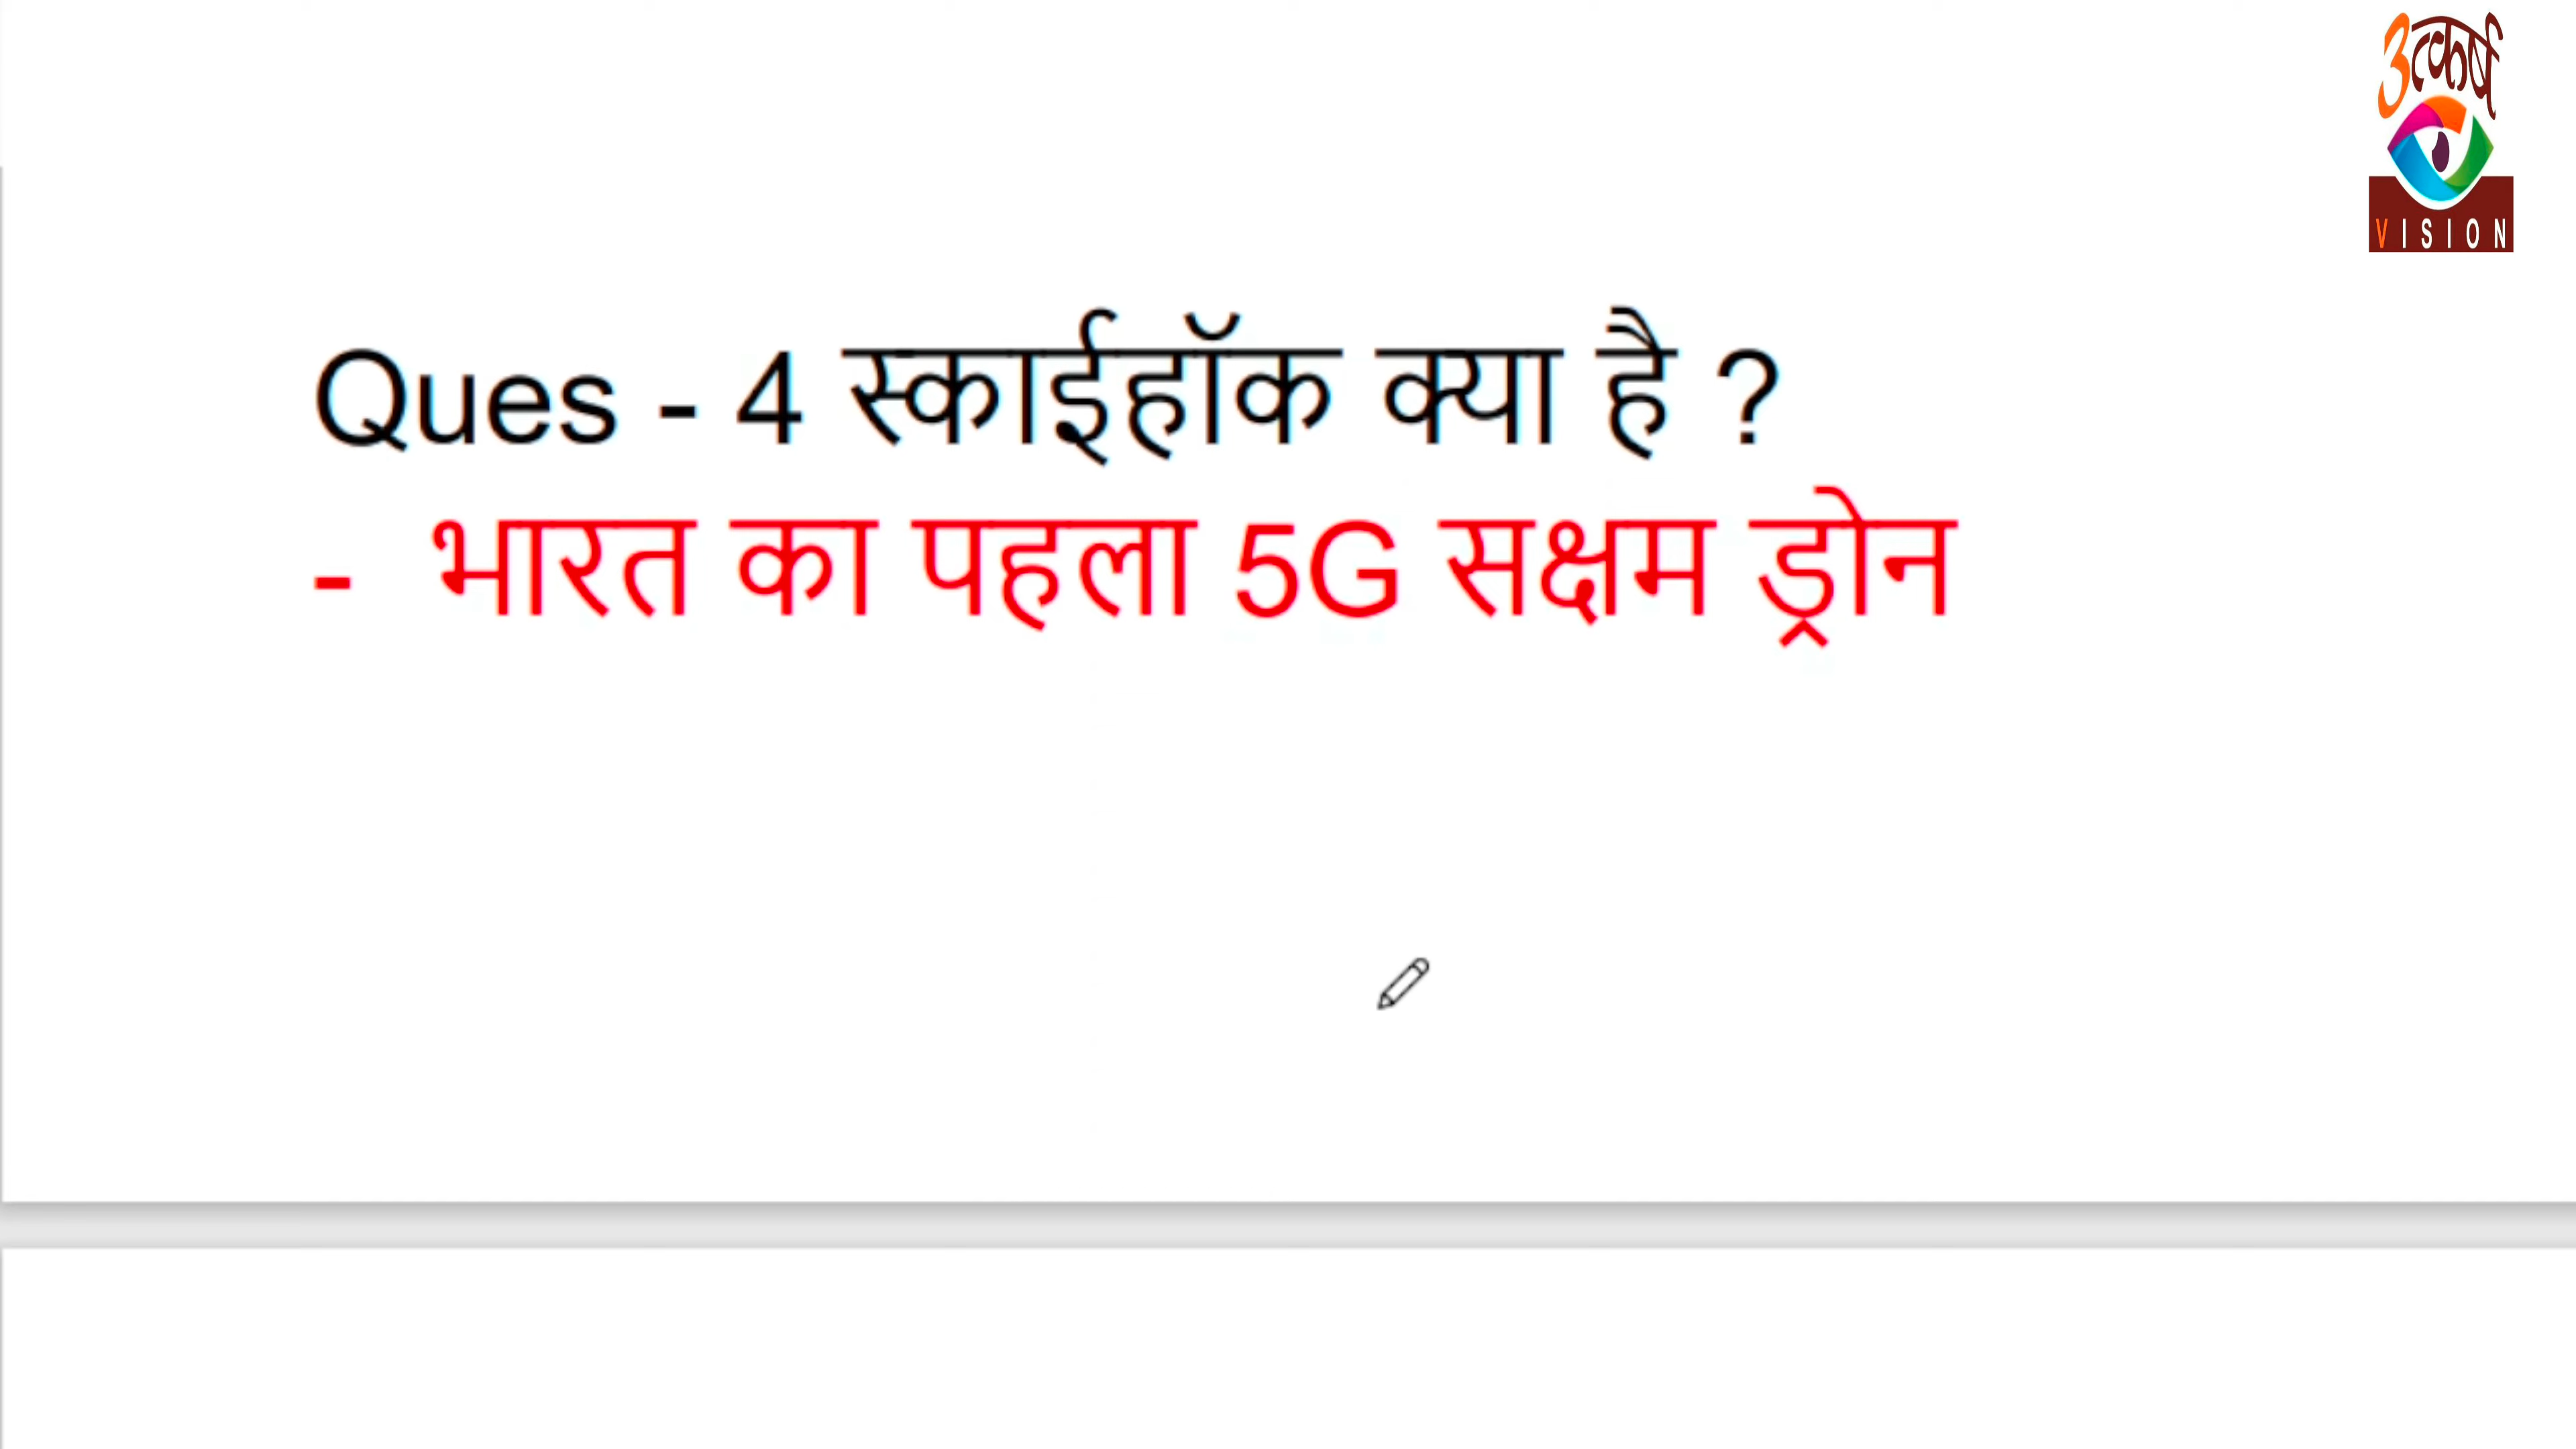 उत्कर्ष
VISION
Ques - 4 स्काईहॉक क्या है ?
- भारत का पहला 5G सक्षम ड्रोन